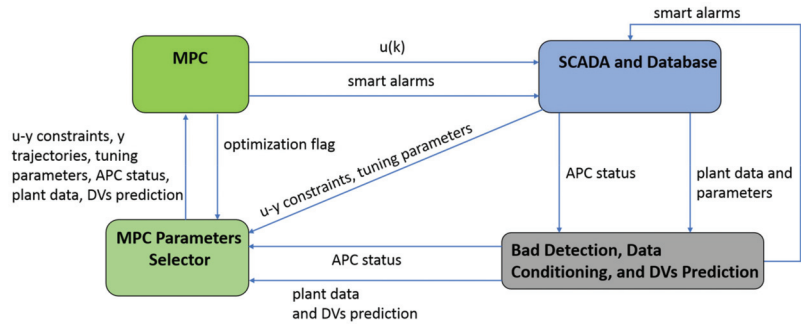 smart alarms
MPC
u(k)
SCADA and Database
smart alarms
u-y constraints, y
trajectories, tuning
parameters, APC status,
plant data, DVs prediction
optimization flag
u-y constraints, tuning parameters
APC status
plant data and
parameters
MPC Parameters
Selector
APC status
Bad Detection, Data
Conditioning, and DVs Prediction
plant data
and DVs prediction